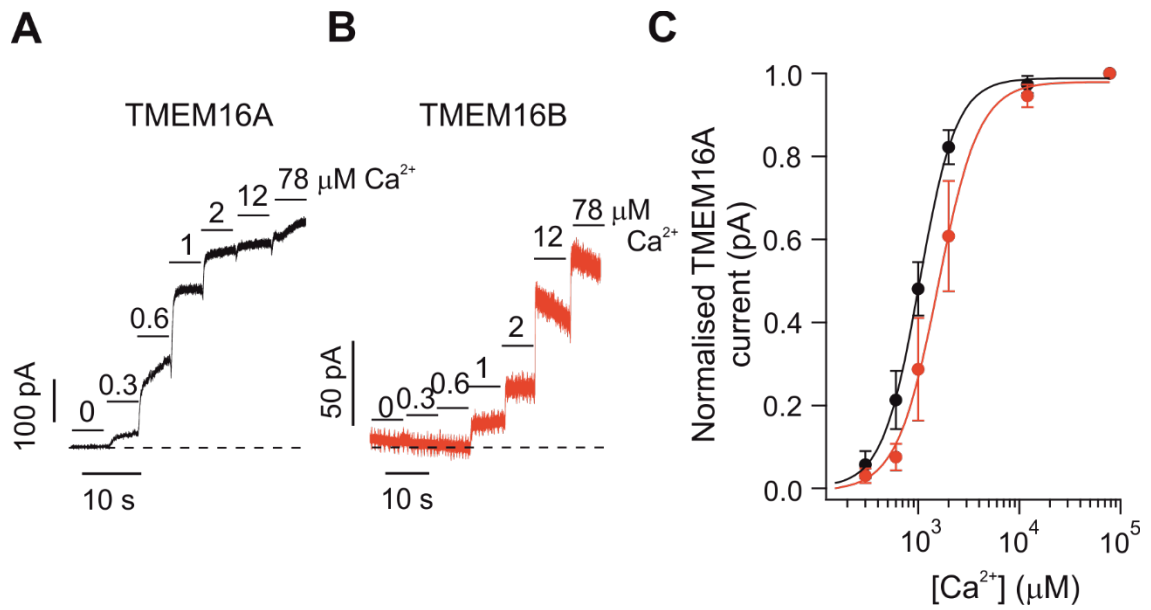 A
B
C
TMEM16A
TMEM16B
0
0.3
0.6
1
2
12
78 μM Ca²⁺
100 pA
10 s
0
0.3
0.6
1
2
12
78 μM
Ca²⁺
50 pA
10 s
Normalised TMEM16A
current (pA)
1.0
0.8
0.6
0.4
0.2
0.0
10³
10⁴
10⁵
[Ca²⁺] (μM)